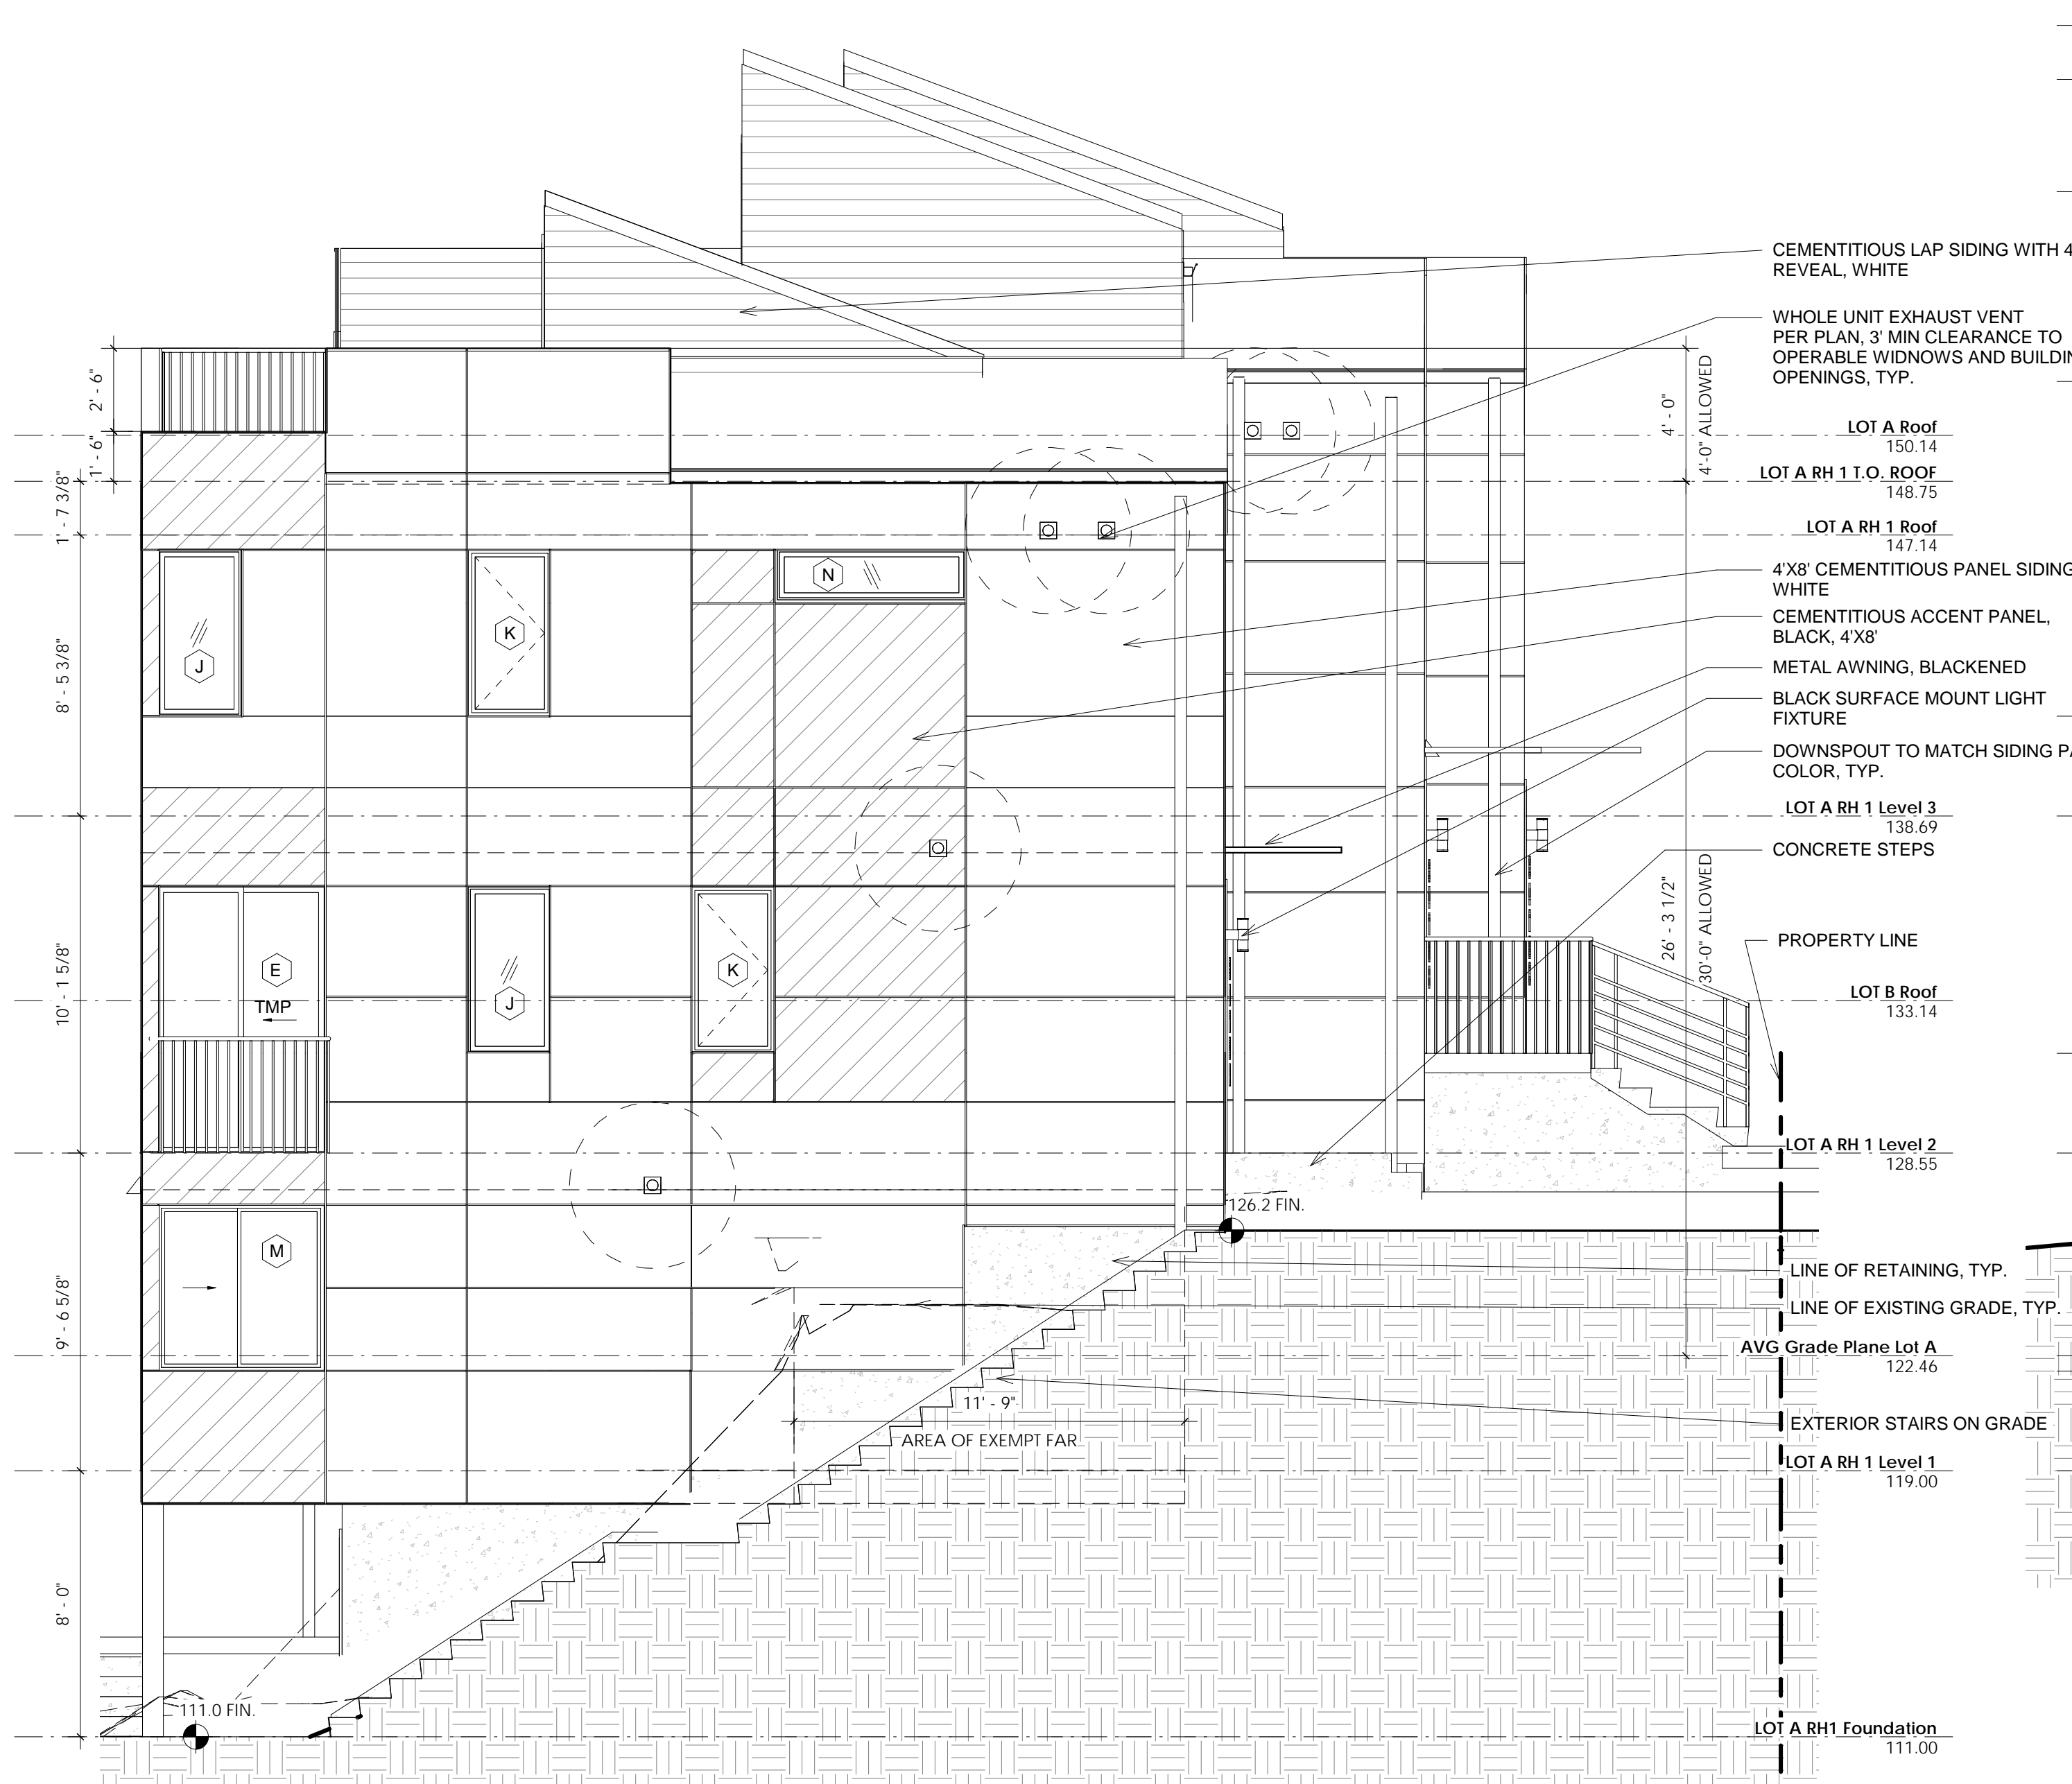 CEMENTITIOUS LAP SIDING WITH 4
REVEAL, WHITE
WHOLE UNIT EXHAUST VENT
PER PLAN, 3' MIN CLEARANCE TO
OPERABLE WIDNOWS AND BUILDIN
OPENINGS, TYP.
2' - 6"
1' - 6"
1' - 7 3/8"
8' - 5 3/8"
10' - 1 5/8"
9' - 6 5/8"
8' - 0"
4' - 0"
4'-0" ALLOWED
26' - 3 1/2"
30'-0" ALLOWED
LOT A Roof
150.14
LOT A RH 1 T.O. ROOF
148.75
LOT A RH 1 Roof
147.14
4'X8' CEMENTITIOUS PANEL SIDING
WHITE
CEMENTITIOUS ACCENT PANEL,
BLACK, 4'X8'
METAL AWNING, BLACKENED
BLACK SURFACE MOUNT LIGHT
FIXTURE
DOWNSPOUT TO MATCH SIDING PA
COLOR, TYP.
LOT A RH 1 Level 3
138.69
CONCRETE STEPS
PROPERTY LINE
LOT B Roof
133.14
LOT A RH 1 Level 2
128.55
J
K
N
E
TMP
J
K
M
126.2 FIN.
LINE OF RETAINING, TYP.
LINE OF EXISTING GRADE, TYP.
AVG Grade Plane Lot A
122.46
11' - 9"
AREA OF EXEMPT FAR
EXTERIOR STAIRS ON GRADE
LOT A RH 1 Level 1
119.00
111.0 FIN.
LOT A RH1 Foundation
111.00